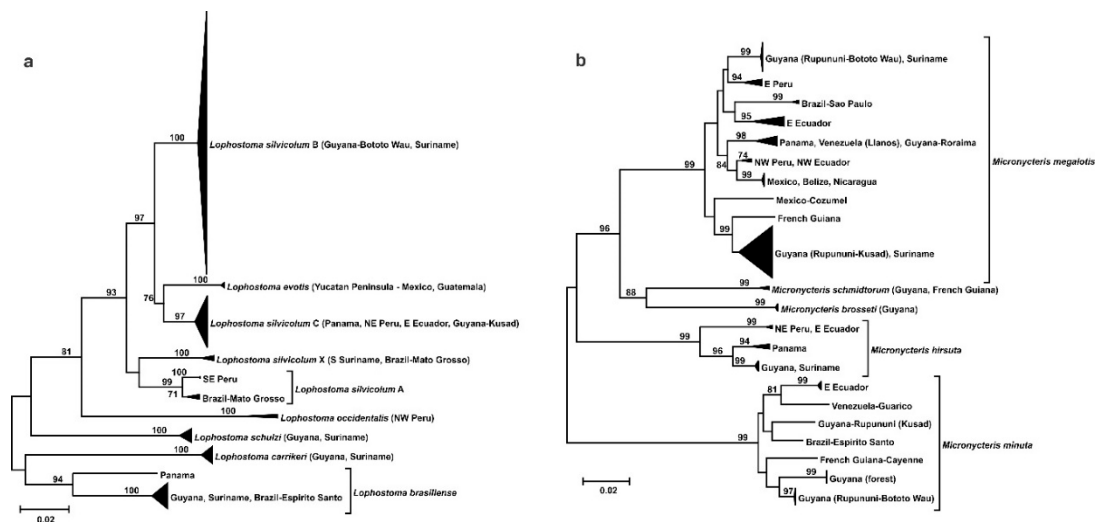 a
100
Lophostoma silvicolum B (Guyana-Bototo Wau, Suriname)
97
100
Lophostoma evotis (Yucatan Peninsula - Mexico, Guatemala)
76
93
97
Lophostoma silvicolum C (Panama, NE Peru, E Ecuador, Guyana-Kusad)
81
100
Lophostoma silvicolum X (S Suriname, Brazil-Mato Grosso)
100
SE Peru
99
Lophostoma silvicolum A
71
Brazil-Mato Grosso
100
Lophostoma occidentalis (NW Peru)
100
Lophostoma schulzi (Guyana, Suriname)
100
Lophostoma carrikeri (Guyana, Suriname)
Panama
94
Lophostoma brasiliense
100
Guyana, Suriname, Brazil-Espirito Santo
0.02
b
99
Guyana (Rupununi-Bototo Wau), Suriname
94
E Peru
99
Brazil-Sao Paulo
95
E Ecuador
98
Panama, Venezuela (Llanos), Guyana-Roraima
99
84
74
NW Peru, NW Ecuador
Micronycteris megalotis
99
Mexico, Belize, Nicaragua
Mexico-Cozumel
French Guiana
99
Guyana (Rupununi-Kusad), Suriname
96
99
Micronycteris schmidtorum (Guyana, French Guiana)
88
99
Micronycteris brosseti (Guyana)
99
NE Peru, E Ecuador
99
94
Panama
Micronycteris hirsuta
96
99
Guyana, Suriname
99
E Ecuador
81
Venezuela-Guarico
Guyana-Rupununi (Kusad)
99
Brazil-Espirito Santo
Micronycteris minuta
French Guiana-Cayenne
99
Guyana (forest)
97
Guyana (Rupununi-Bototo Wau)
0.02